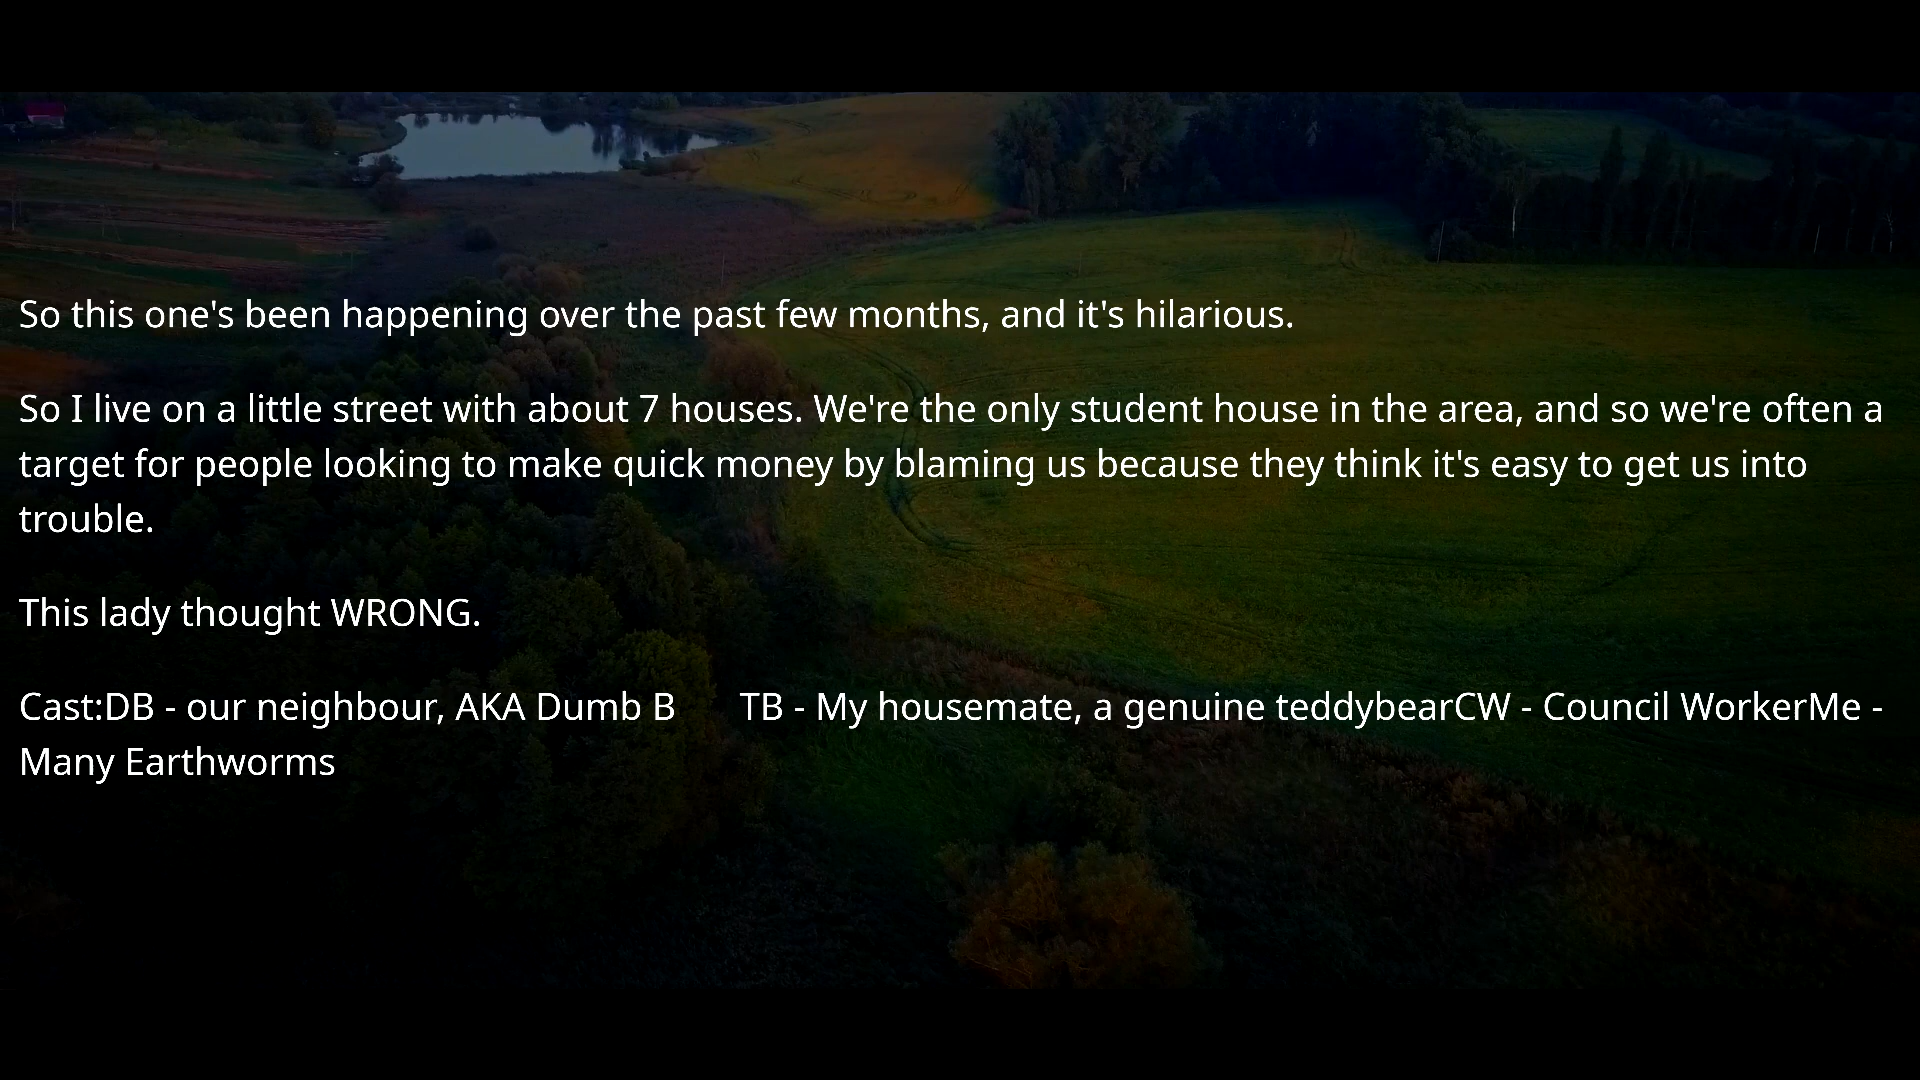 So this one's been happening over the past few months, and it's hilarious.
So I live on a little street with about 7 houses. We're the only student house in the area, and so we're often a
target for people looking to make quick money by blaming us because they think it's easy to get us into
trouble.
This lady thought WRONG.
Cast:DB - our neighbour, AKA Dumb B TB - My housemate, a genuine teddybearCW - Council WorkerMe -
Many Earthworms